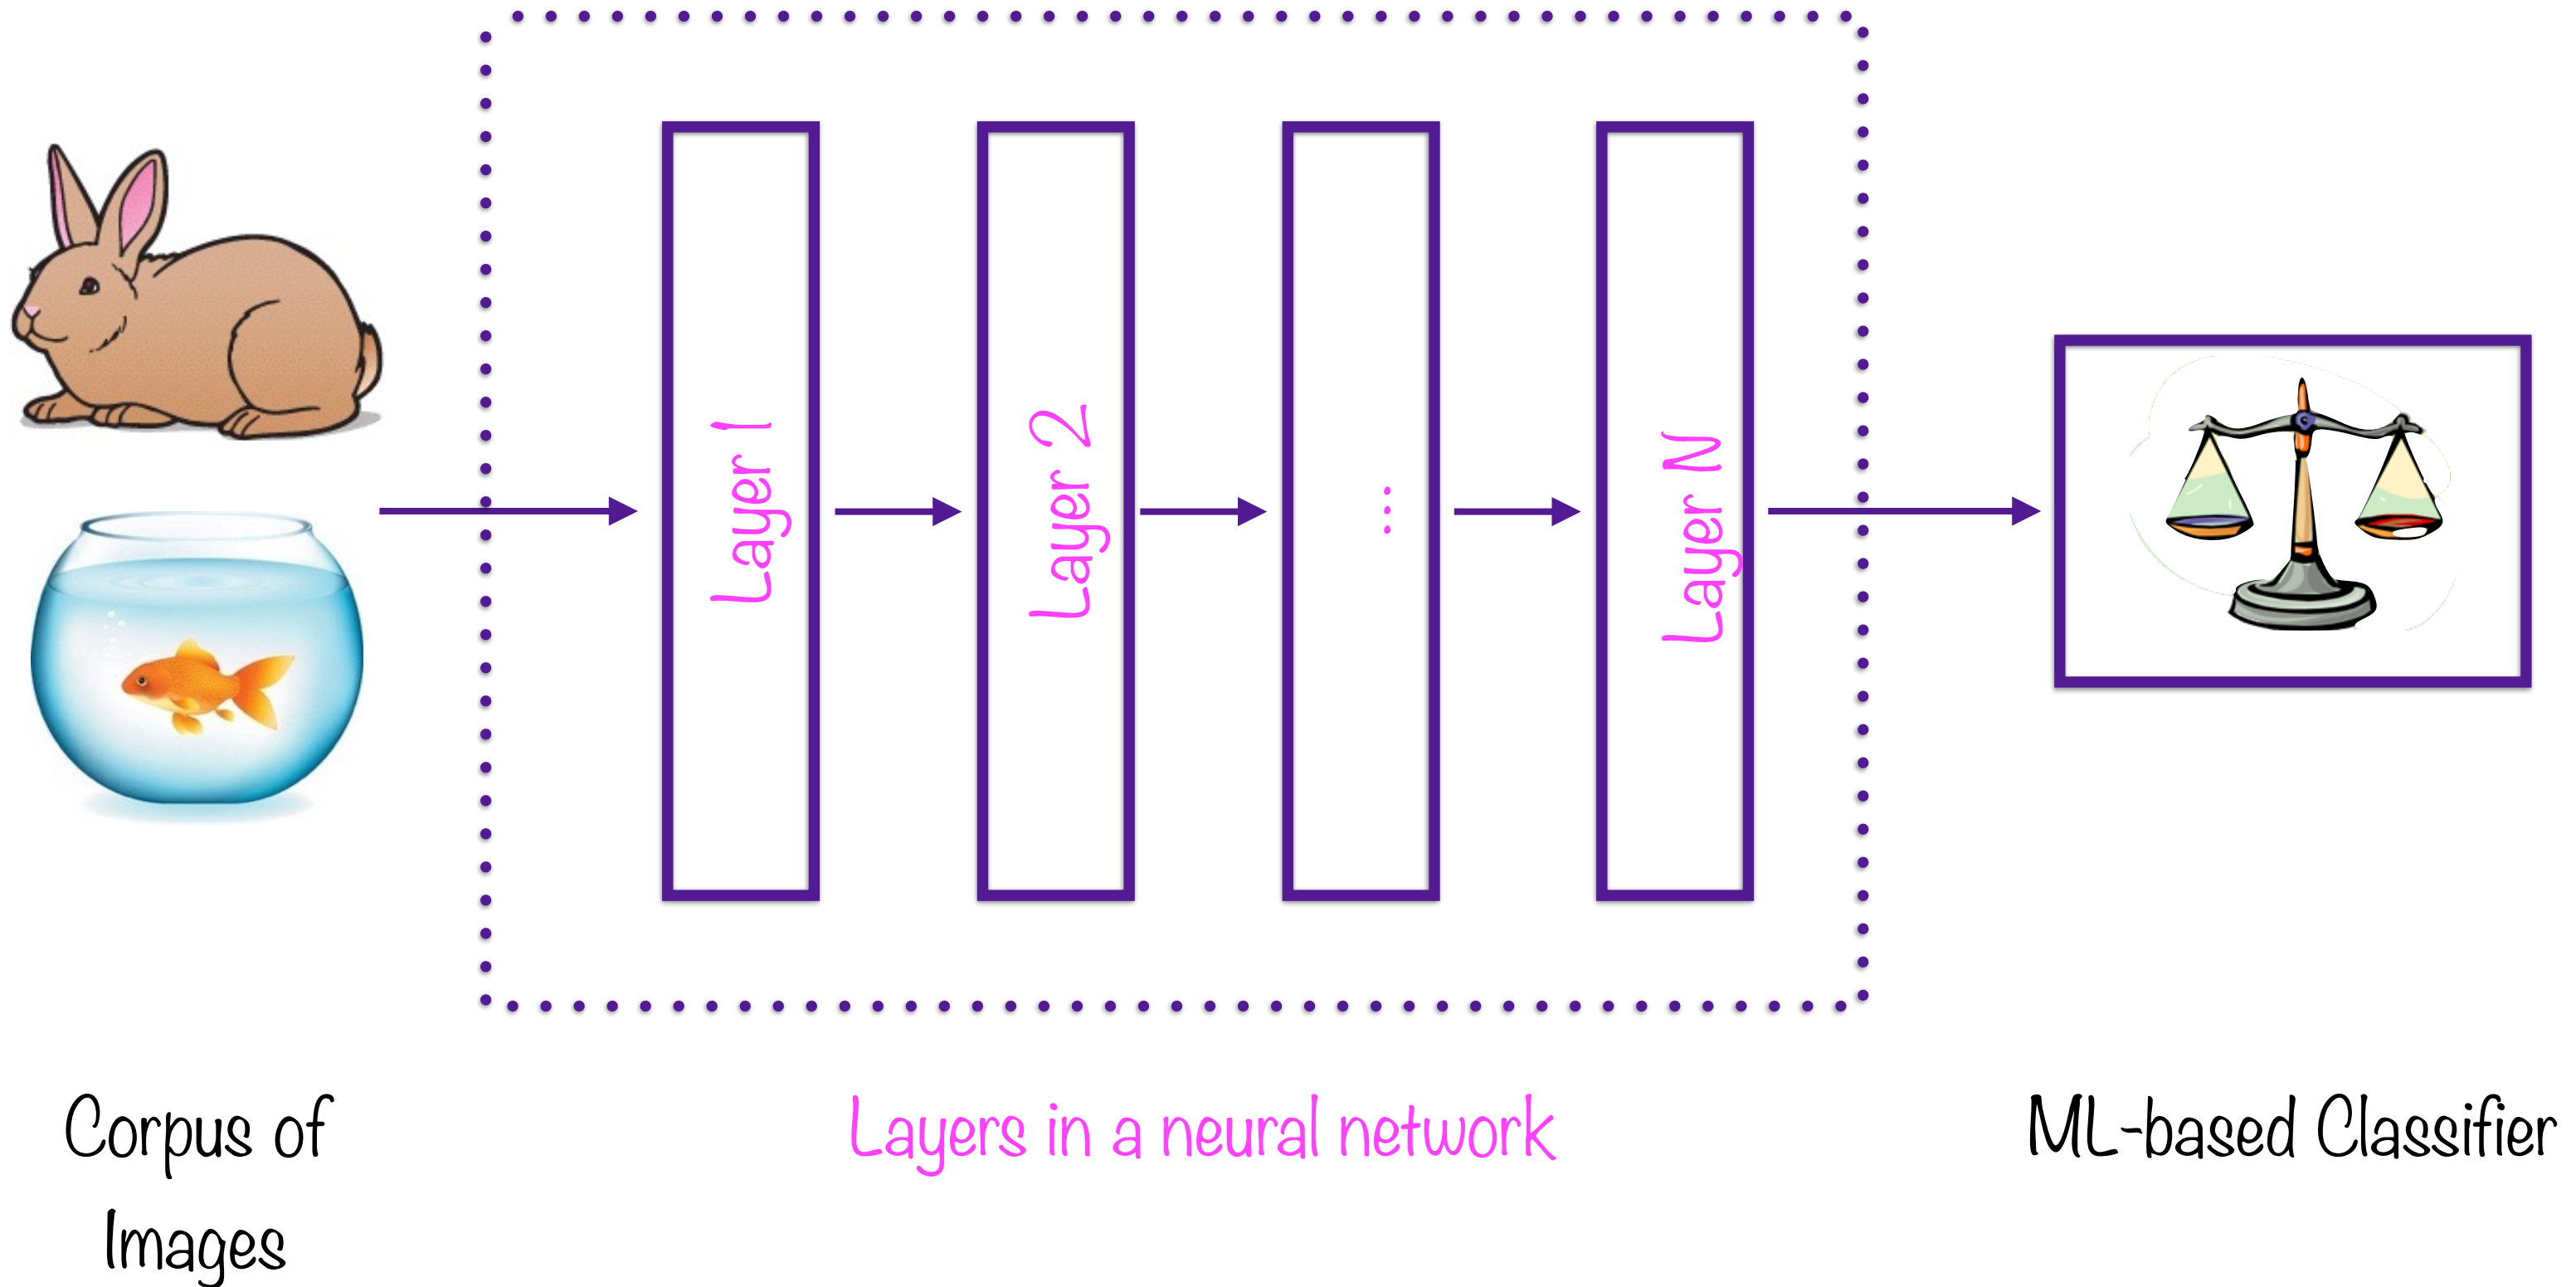 Layer 1
Layer 2
...
Layer N
Corpus of
Images
Layers in a neural network
ML-based Classifier